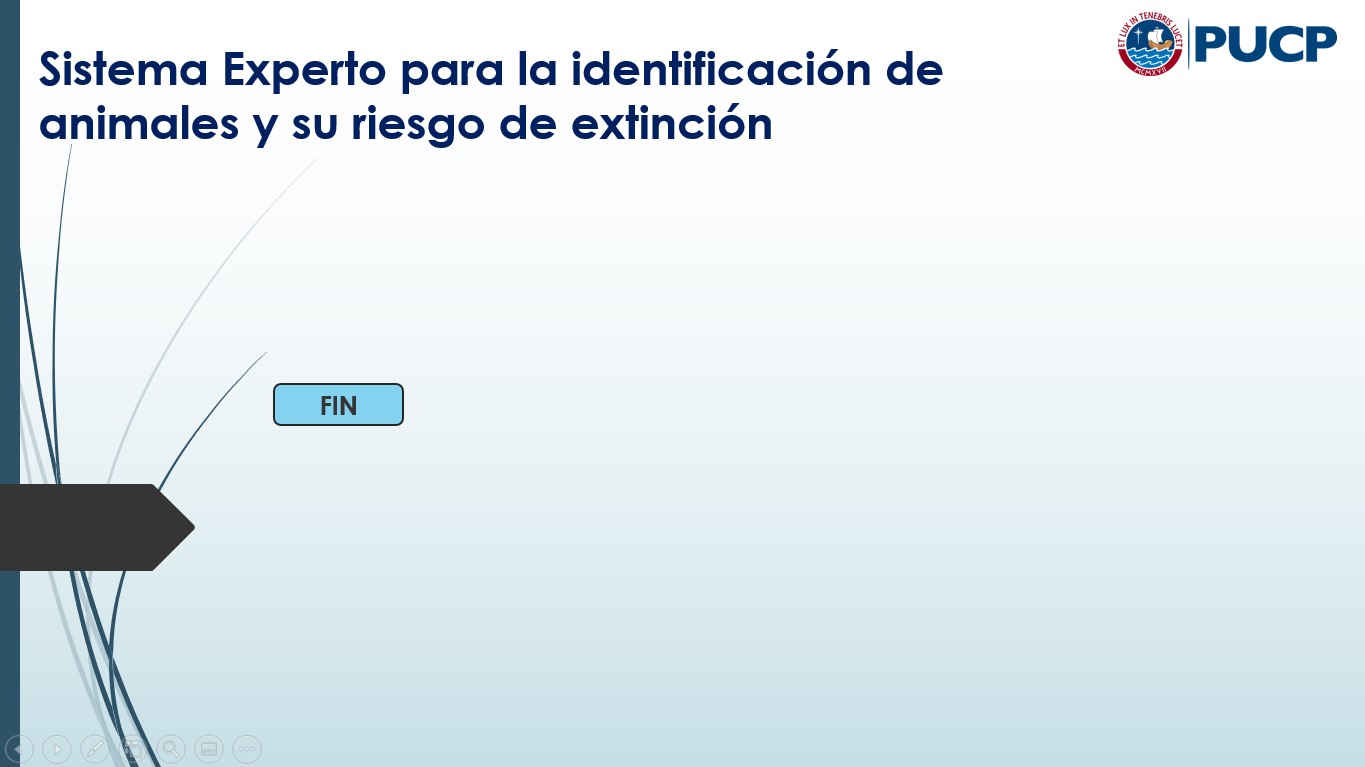 Sistema Experto para la identificación de
animales y su riesgo de extinción
ET LUX IN TENEBRIS LUCET
MCMXVII
PUCP
FIN